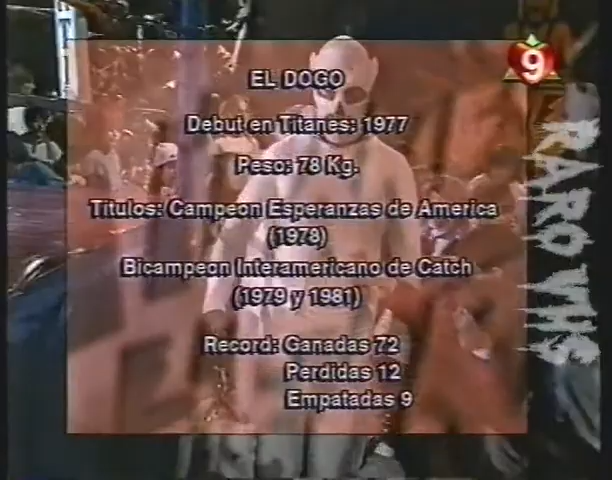 EL DOGO
9
Debut en Titanes: 1977
Peso: 78 Kg.
Titulos: Campeon Esperanzas de America
(1978)
Bicampeon Interamericano de Catch
(1979 y 1981)
Record: Ganadas 72
Perdidas 12
Empatadas 9
RARO VHS